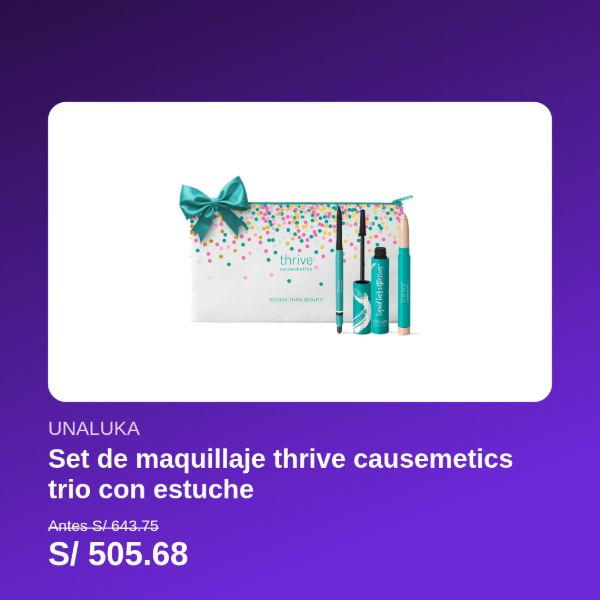 thrive
causemetics
BIGGER THAN BEAUTY
thrive
UNALUKA
Set de maquillaje thrive causemetics
trio con estuche
Antes S/ 643.75
S/ 505.68